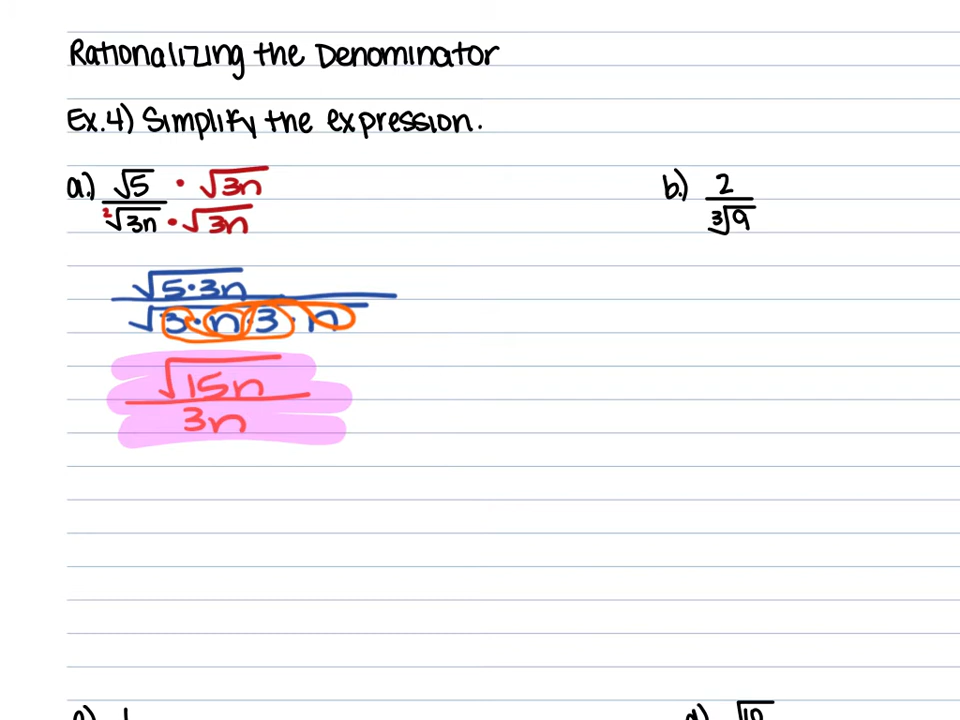 Rationalizing the Denominator
Ex.4) Simplify the expression.
a.) √5 · √3n
²√3n · √3n
√5·3n
√3·n·3·n
√15n
3n
b.) 2
³√9